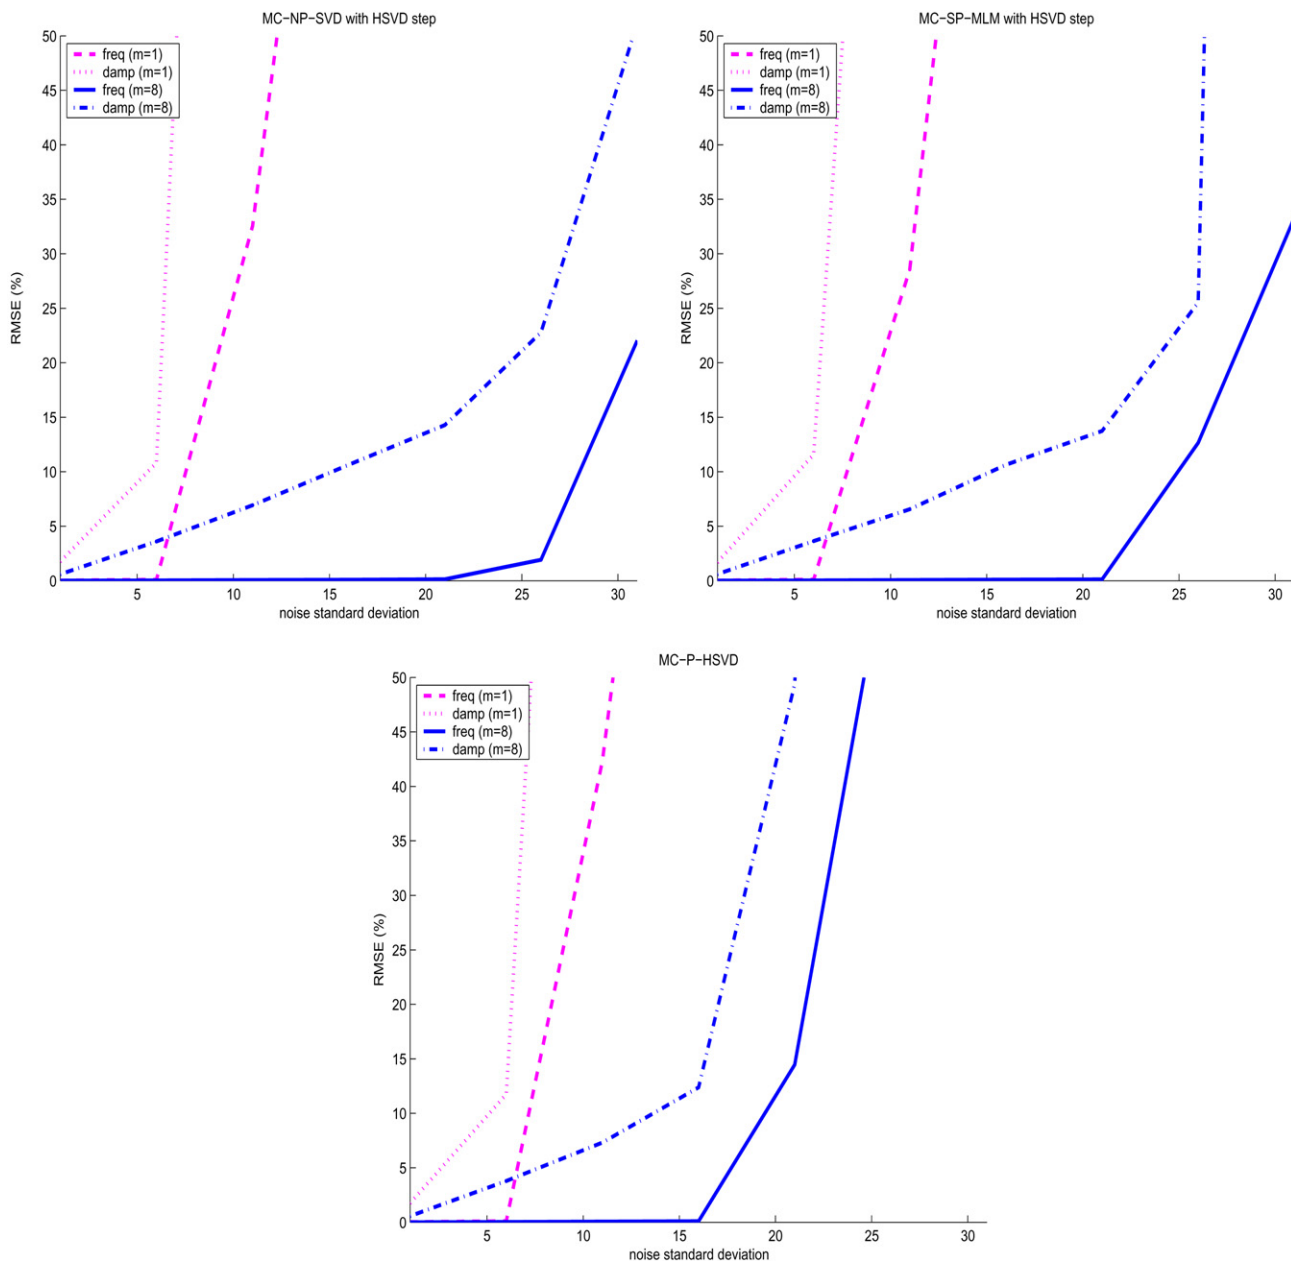 MC-NP-SVD with HSVD step
50
45
40
35
30
25
20
15
10
5
0
RMSE (%)
freq (m=1)
damp (m=1)
freq (m=8)
damp (m=8)
5 10 15 20 25 30
noise standard deviation
MC-SP-MLM with HSVD step
50
45
40
35
30
25
20
15
10
5
0
RMSE (%)
freq (m=1)
damp (m=1)
freq (m=8)
damp (m=8)
5 10 15 20 25 30
noise standard deviation
MC-P-HSVD
50
45
40
35
30
25
20
15
10
5
0
RMSE (%)
freq (m=1)
damp (m=1)
freq (m=8)
damp (m=8)
5 10 15 20 25 30
noise standard deviation